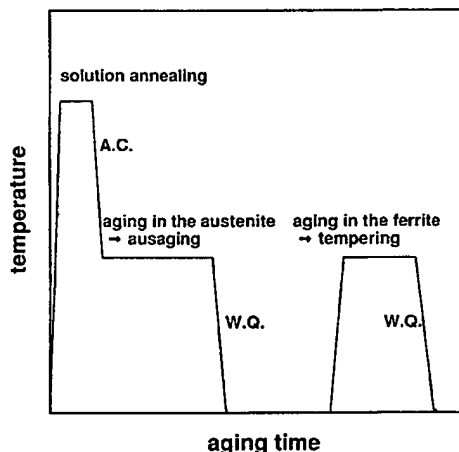 solution annealing
A.C.
aging in the austenite
→ ausaging
aging in the ferrite
→ tempering
W.Q.
W.Q.
temperature
aging time